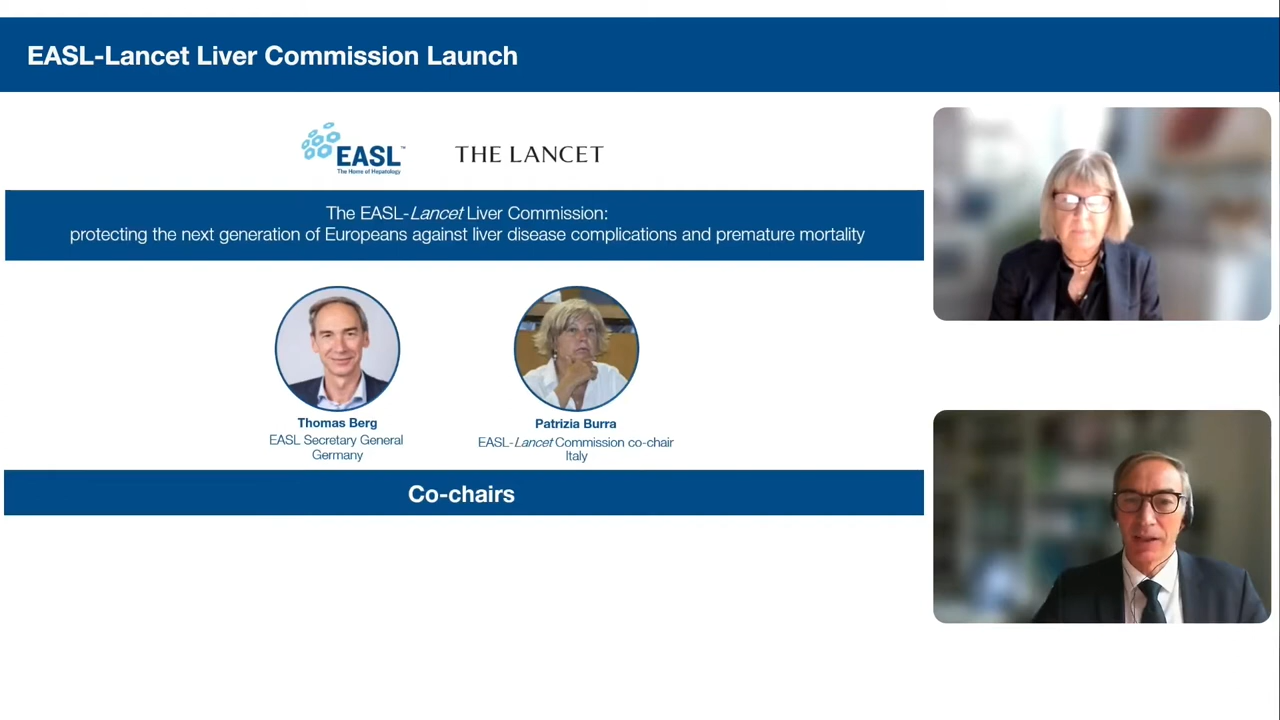 EASL-Lancet Liver Commission Launch
EASL™
The Home of Hepatology
THE LANCET
The EASL-Lancet Liver Commission:
protecting the next generation of Europeans against liver disease complications and premature mortality
Thomas Berg
EASL Secretary General
Germany
Patrizia Burra
EASL-Lancet Commission co-chair
Italy
Co-chairs